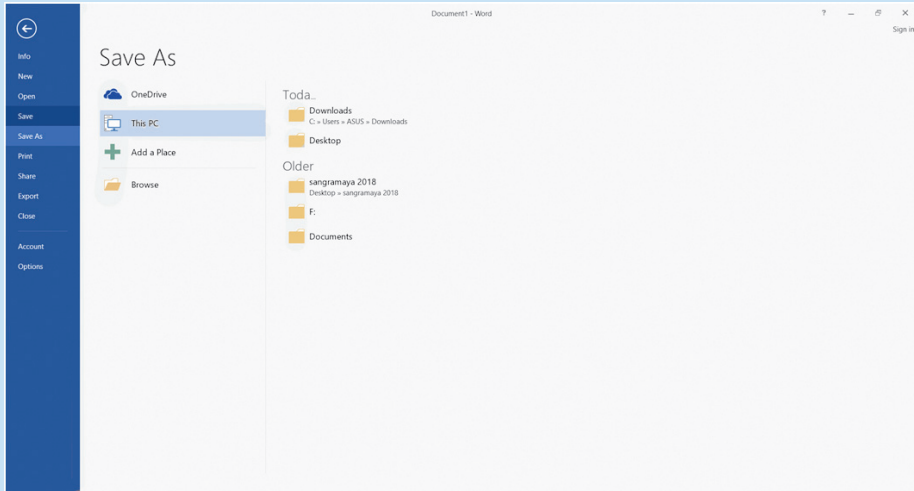 Document1 - Word
?
Sign in
Info
New
Open
Save
Save As
Print
Share
Export
Close
Account
Options
Save As
OneDrive
This PC
Add a Place
Browse
Toda...
Downloads
C: » Users » ASUS » Downloads
Desktop
Older
sangramaya 2018
Desktop » sangramaya 2018
F:
Documents